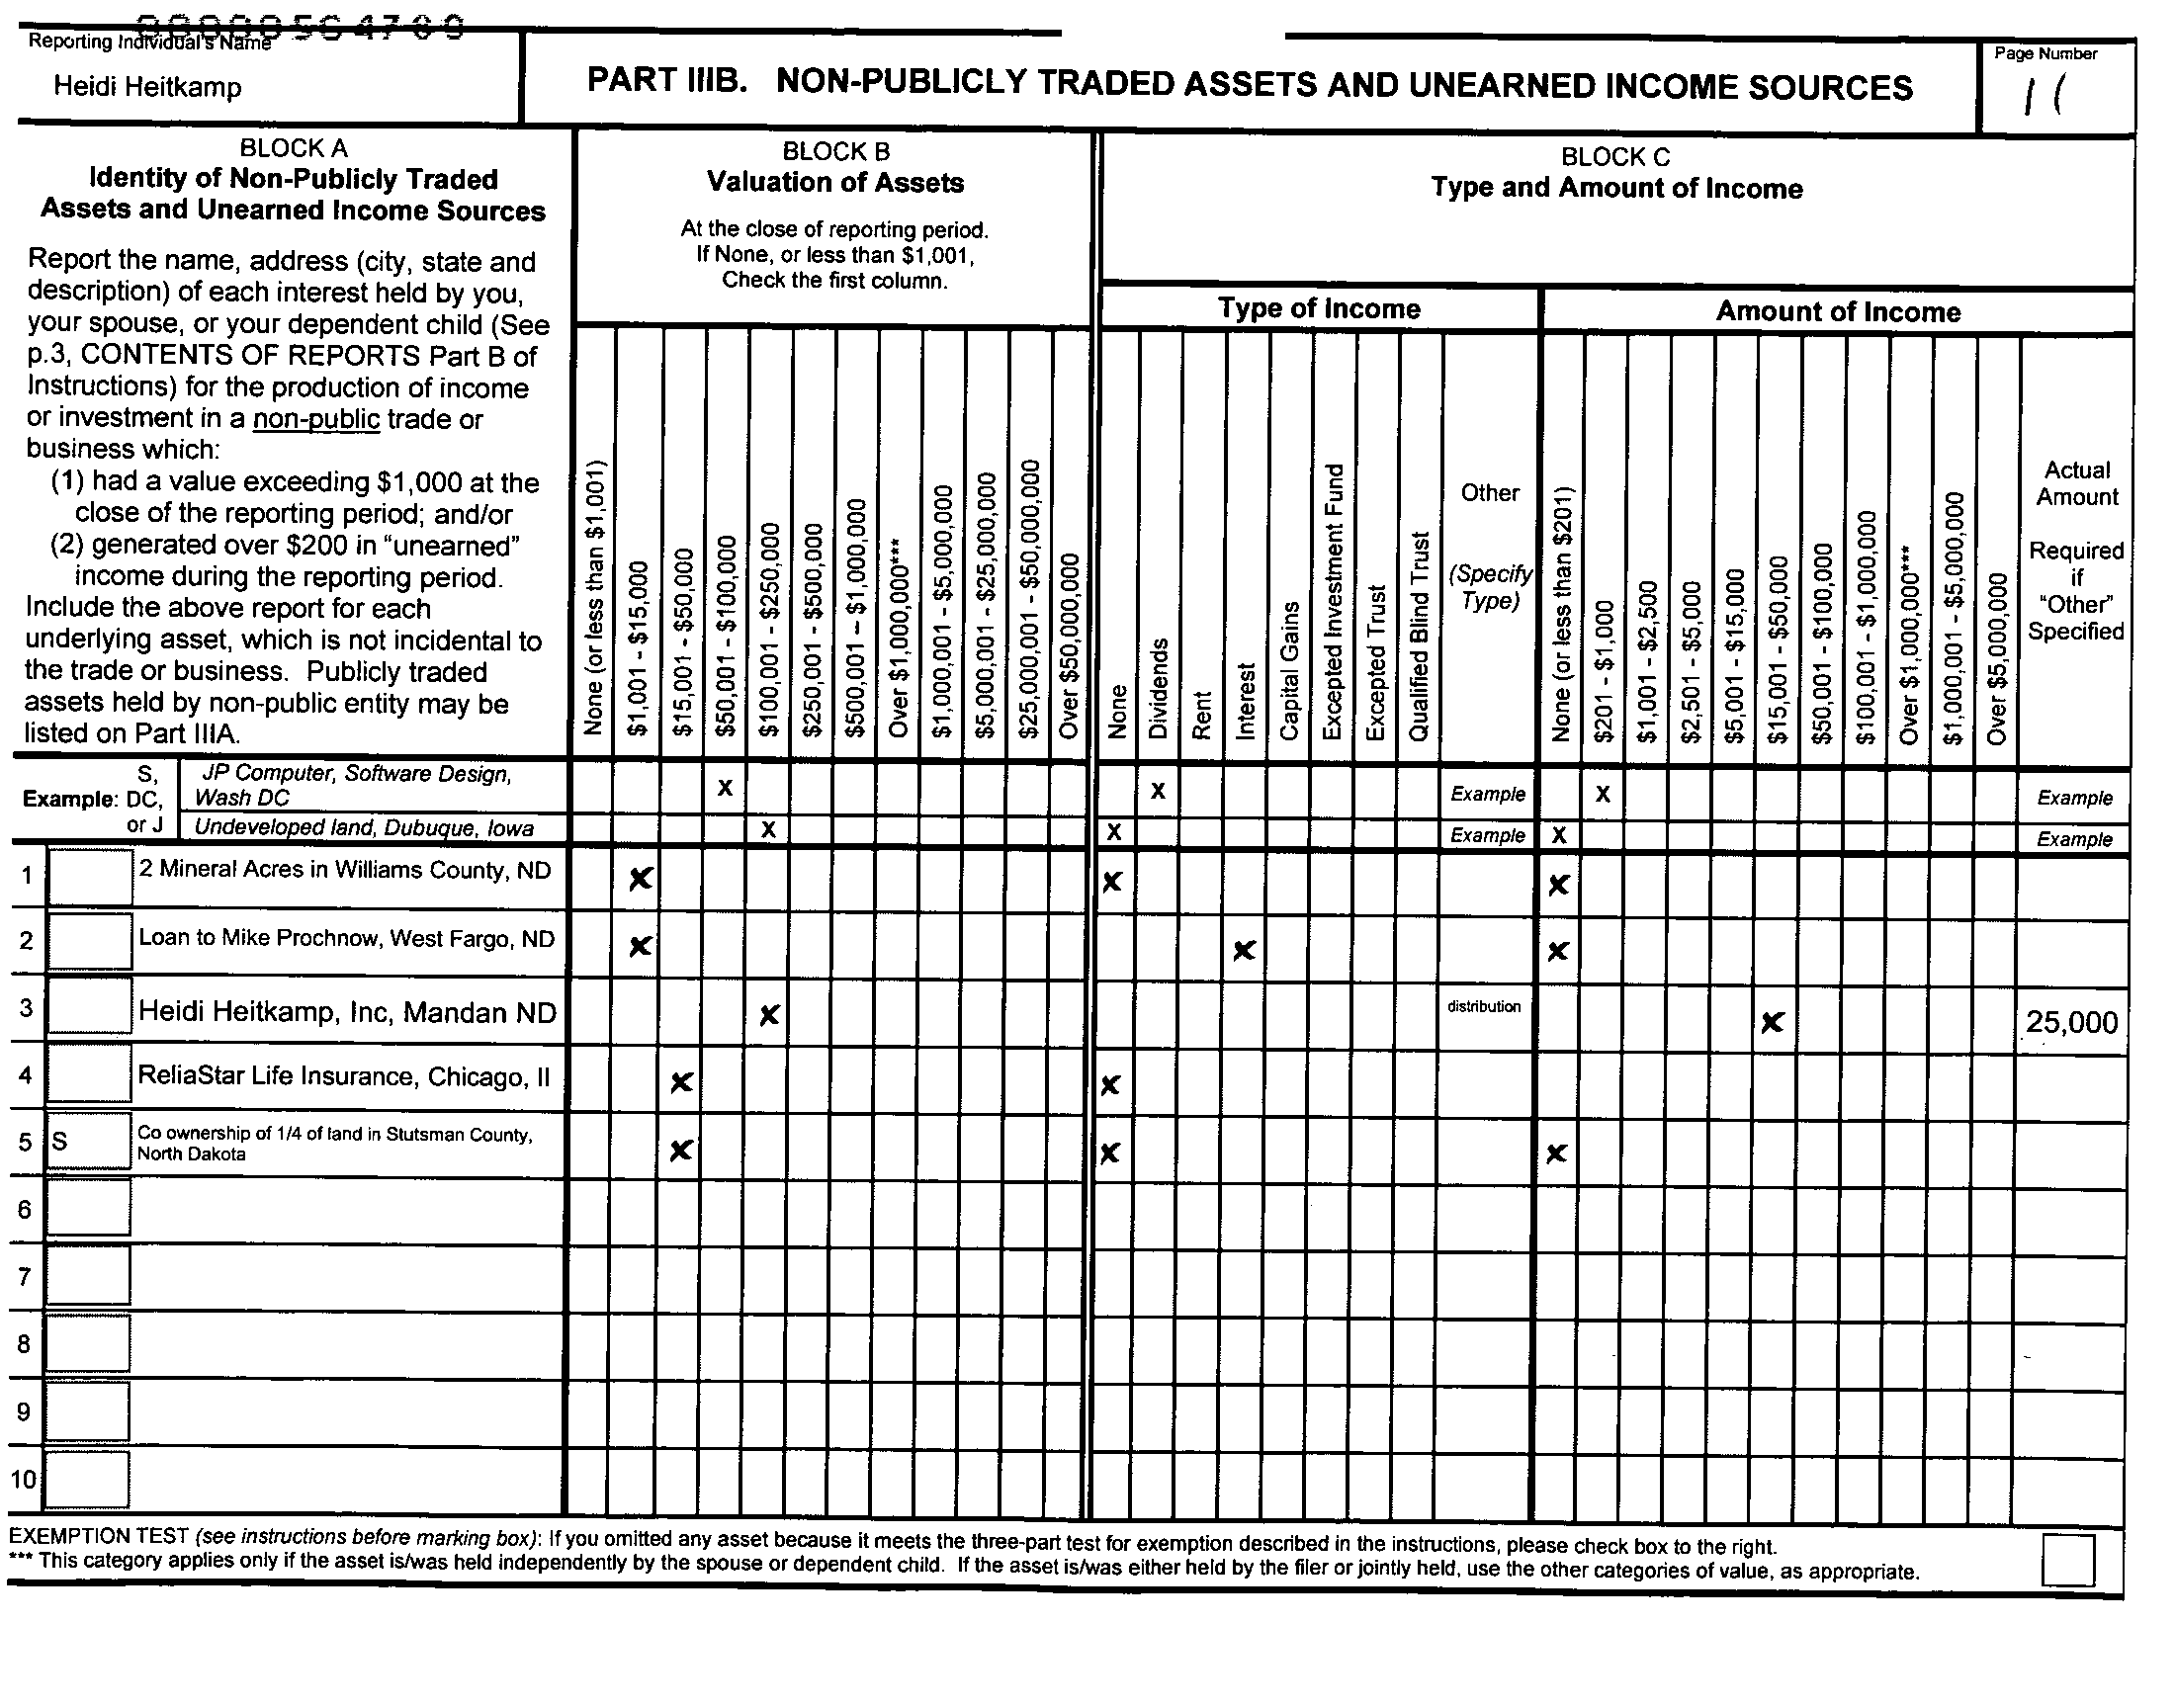 Reporting Individual's Name
Heidi Heitkamp
PART IIIB. NON-PUBLICLY TRADED ASSETS AND UNEARNED INCOME SOURCES
Page Number
11
BLOCK A
Identity of Non-Publicly Traded
Assets and Unearned Income Sources
Report the name, address (city, state and
description) of each interest held by you,
your spouse, or your dependent child (See
p.3, CONTENTS OF REPORTS Part B of
Instructions) for the production of income
or investment in a non-public trade or
business which:
(1) had a value exceeding $1,000 at the
close of the reporting period; and/or
(2) generated over $200 in "unearned"
income during the reporting period.
Include the above report for each
underlying asset, which is not incidental to
the trade or business. Publicly traded
assets held by non-public entity may be
listed on Part IIIA.
BLOCK B
Valuation of Assets
At the close of reporting period.
If None, or less than $1,001,
Check the first column.
None (or less than $1,001)
$1,001 - $15,000
$15,001 - $50,000
$50,001 - $100,000
$100,001 - $250,000
$250,001 - $500,000
$500,001 – $1,000,000
Over $1,000,000***
$1,000,001 - $5,000,000
$5,000,001 - $25,000,000
$25,000,001 - $50,000,000
Over $50,000,000
BLOCK C
Type and Amount of Income
Type of Income
Amount of Income
None
Dividends
Rent
Interest
Capital Gains
Excepted Investment Fund
Excepted Trust
Qualified Blind Trust
Other
(Specify
Type)
None (or less than $201)
$201 - $1,000
$1,001 - $2,500
$2,501 - $5,000
$5,001 - $15,000
$15,001 - $50,000
$50,001 - $100,000
$100,001 - $1,000,000
Over $1,000,000***
$1,000,001 - $5,000,000
Over $5,000,000
Actual
Amount
Required
if
"Other"
Specified
Example:
S,
DC,
or J
JP Computer, Software Design,
Wash DC
X X Example X Example
Undeveloped land, Dubuque, Iowa X X Example X Example
1 2 Mineral Acres in Williams County, ND X X X
2 Loan to Mike Prochnow, West Fargo, ND X X X
3 Heidi Heitkamp, Inc, Mandan ND X distribution X 25,000
4 ReliaStar Life Insurance, Chicago, Il X X
5 S Co ownership of 1/4 of land in Stutsman County,
North Dakota
X X X
6
7
8
9
10
EXEMPTION TEST (see instructions before marking box): If you omitted any asset because it meets the three-part test for exemption described in the instructions, please check box to the right.
*** This category applies only if the asset is/was held independently by the spouse or dependent child. If the asset is/was either held by the filer or jointly held, use the other categories of value, as appropriate.